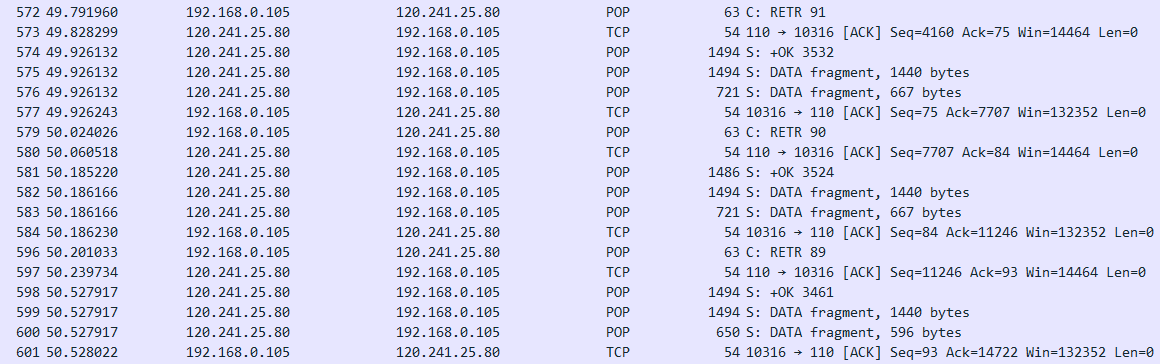 572 49.791960 192.168.0.105 120.241.25.80 POP 63 C: RETR 91
573 49.828299 120.241.25.80 192.168.0.105 TCP 54 110 → 10316 [ACK] Seq=4160 Ack=75 Win=14464 Len=0
574 49.926132 120.241.25.80 192.168.0.105 POP 1494 S: +OK 3532
575 49.926132 120.241.25.80 192.168.0.105 POP 1494 S: DATA fragment, 1440 bytes
576 49.926132 120.241.25.80 192.168.0.105 POP 721 S: DATA fragment, 667 bytes
577 49.926243 192.168.0.105 120.241.25.80 TCP 54 10316 → 110 [ACK] Seq=75 Ack=7707 Win=132352 Len=0
579 50.024026 192.168.0.105 120.241.25.80 POP 63 C: RETR 90
580 50.060518 120.241.25.80 192.168.0.105 TCP 54 110 → 10316 [ACK] Seq=7707 Ack=84 Win=14464 Len=0
581 50.185220 120.241.25.80 192.168.0.105 POP 1486 S: +OK 3524
582 50.186166 120.241.25.80 192.168.0.105 POP 1494 S: DATA fragment, 1440 bytes
583 50.186166 120.241.25.80 192.168.0.105 POP 721 S: DATA fragment, 667 bytes
584 50.186230 192.168.0.105 120.241.25.80 TCP 54 10316 → 110 [ACK] Seq=84 Ack=11246 Win=132352 Len=0
596 50.201033 192.168.0.105 120.241.25.80 POP 63 C: RETR 89
597 50.239734 120.241.25.80 192.168.0.105 TCP 54 110 → 10316 [ACK] Seq=11246 Ack=93 Win=14464 Len=0
598 50.527917 120.241.25.80 192.168.0.105 POP 1494 S: +OK 3461
599 50.527917 120.241.25.80 192.168.0.105 POP 1494 S: DATA fragment, 1440 bytes
600 50.527917 120.241.25.80 192.168.0.105 POP 650 S: DATA fragment, 596 bytes
601 50.528022 192.168.0.105 120.241.25.80 TCP 54 10316 → 110 [ACK] Seq=93 Ack=14722 Win=132352 Len=0